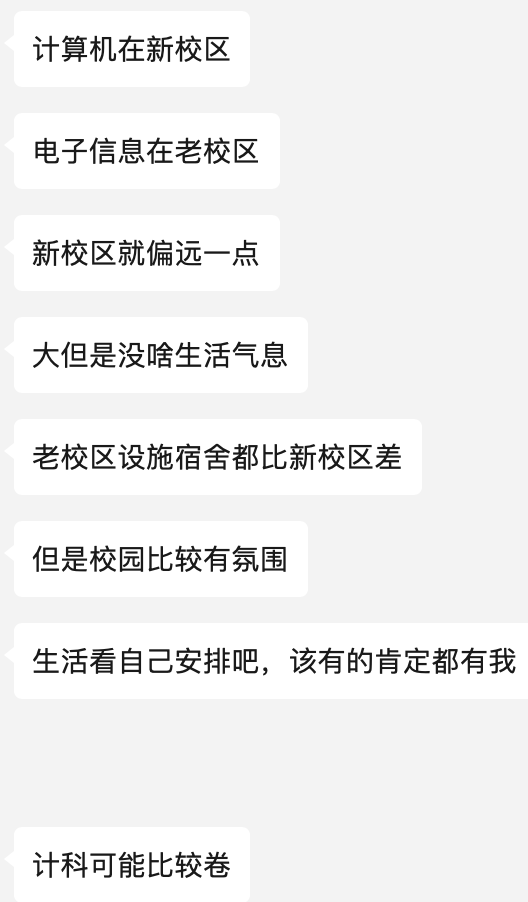 计算机在新校区
电子信息在老校区
新校区就偏远一点
大但是没啥生活气息
老校区设施宿舍都比新校区差
但是校园比较有氛围
生活看自己安排吧，该有的肯定都有我
计科可能比较卷